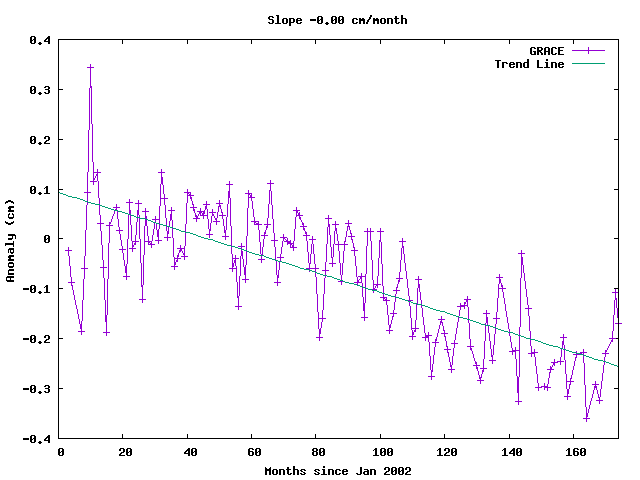 Slope -0.00 cm/month
GRACE
Trend Line
0.4
0.3
0.2
0.1
0
-0.1
-0.2
-0.3
-0.4
Anomaly (cm)
0 20 40 60 80 100 120 140 160
Months since Jan 2002